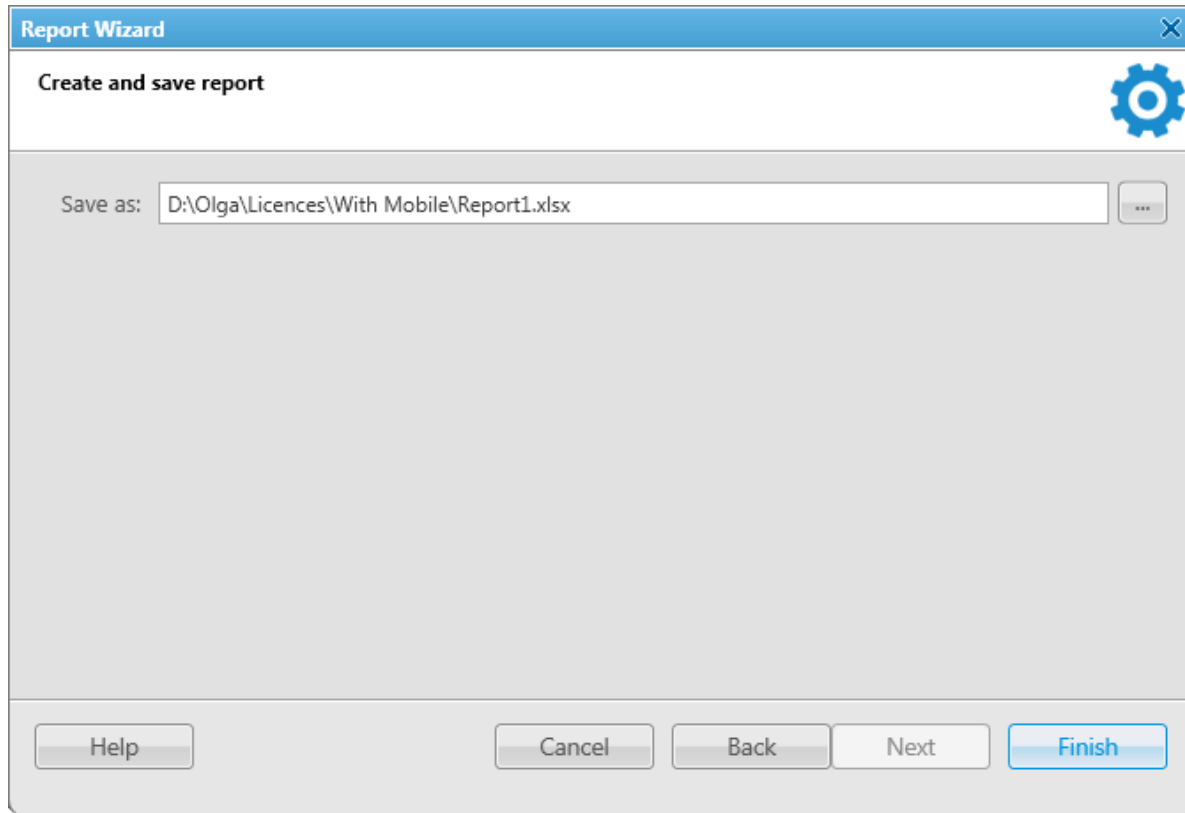 Report Wizard
Create and save report
Save as: D:\Olga\Licences\With Mobile\Report1.xlsx ...
Help Cancel Back Next Finish